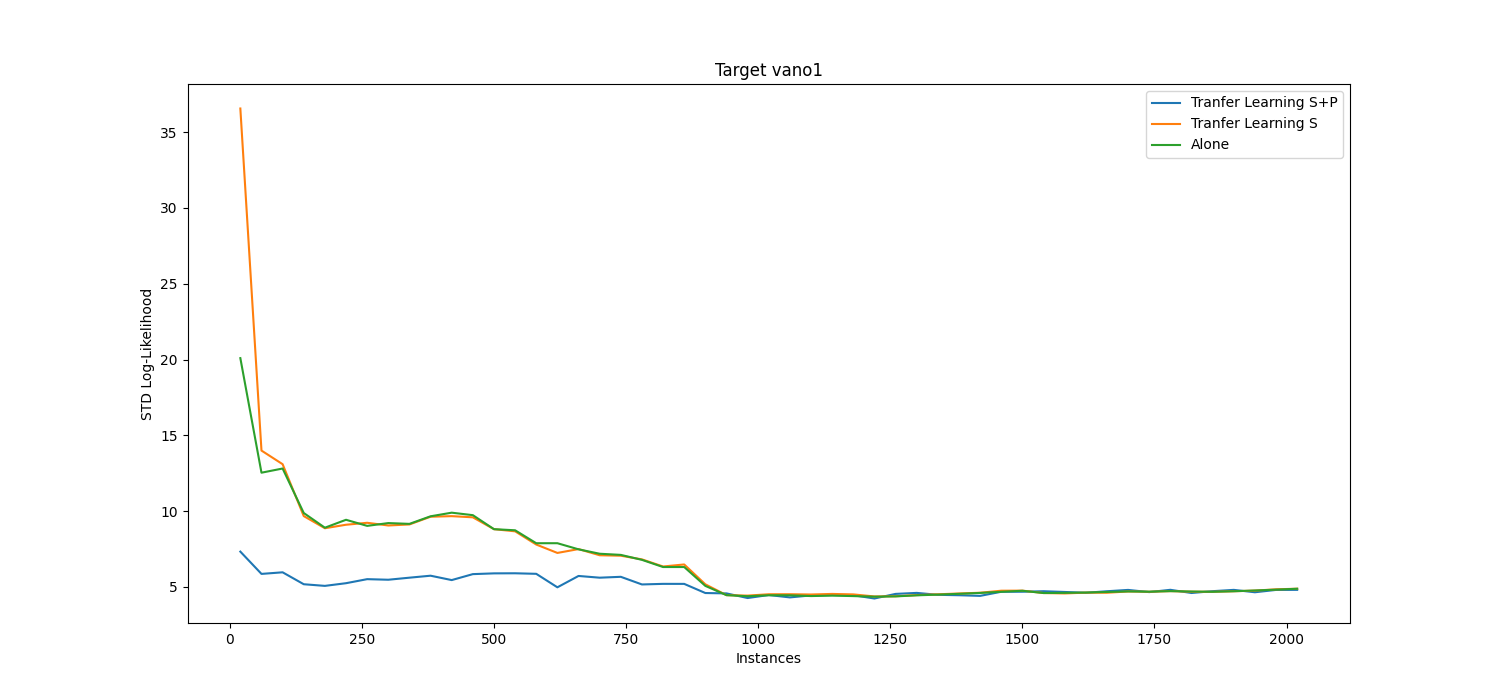 Target vano1
Tranfer Learning S+P
Tranfer Learning S
Alone
STD Log-Likelihood
35
30
25
20
15
10
5
0 250 500 750 1000 1250 1500 1750 2000
Instances